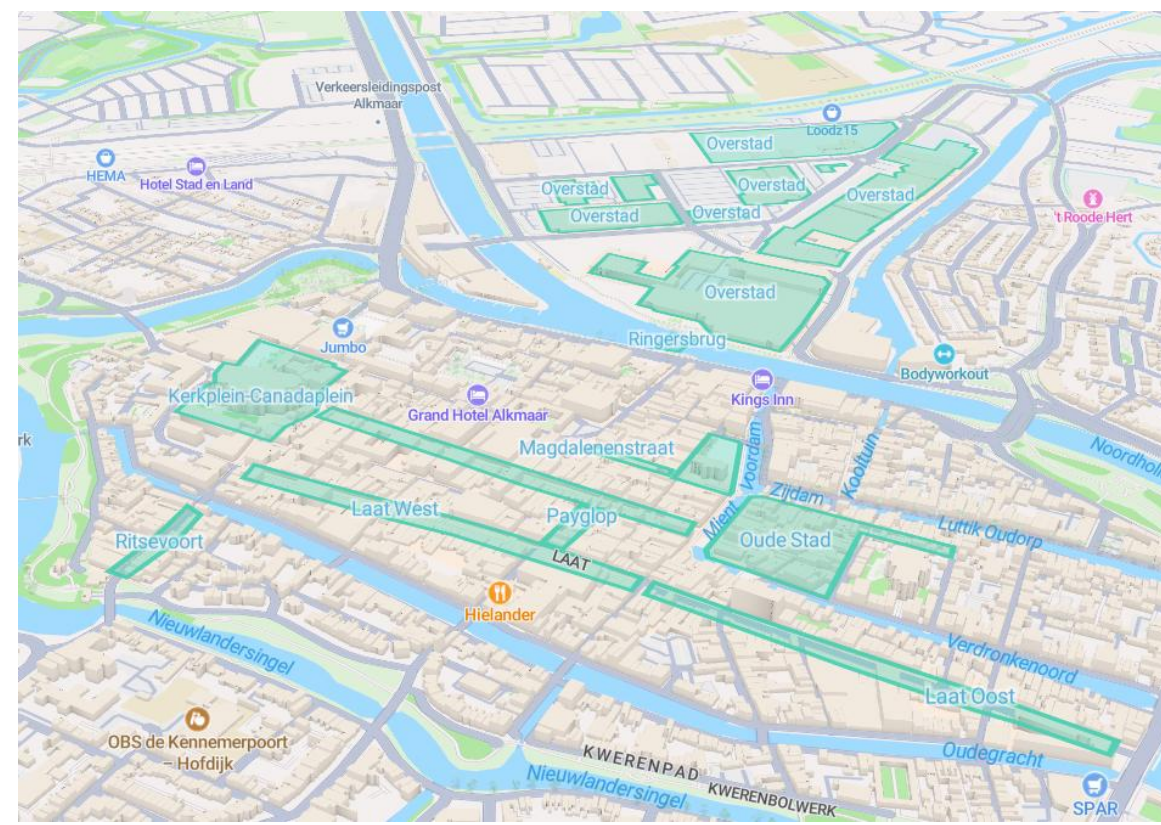 Verkeersleidingspost
Alkmaar
Loodz15
Overstad
HEMA
Hotel Stad en Land
Overstad
Overstad
Overstad
't Roode Hert
Overstad
Overstad
Overstad
Ringersbrug
Jumbo
Bodyworkout
Kerkplein-Canadaplein
Kings Inn
Grand Hotel Alkmaar
rk
Magdalenenstraat
Voordam
Kooltuin
Noordholl
Zijdam
Laat West
Payglop
Mient
Luttik Oudorp
Ritsevoort
Oude Stad
LAAT
Hielander
Nieuwlandersingel
Verdronkenoord
Laat Oost
OBS de Kennemerpoort
– Hofdijk
KWERENPAD
Oudegracht
Nieuwlandersingel
KWERENBOLWERK
SPAR